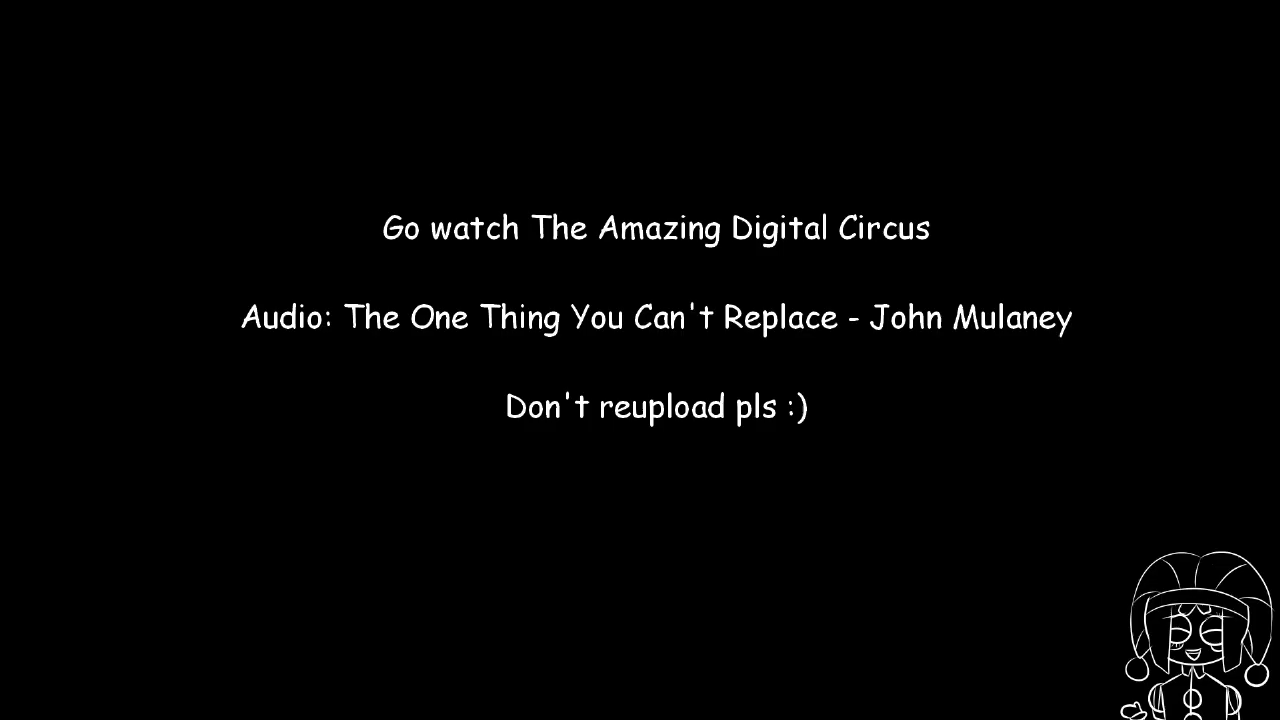 Go watch The Amazing Digital Circus
Audio: The One Thing You Can't Replace - John Mulaney
Don't reupload pls :)